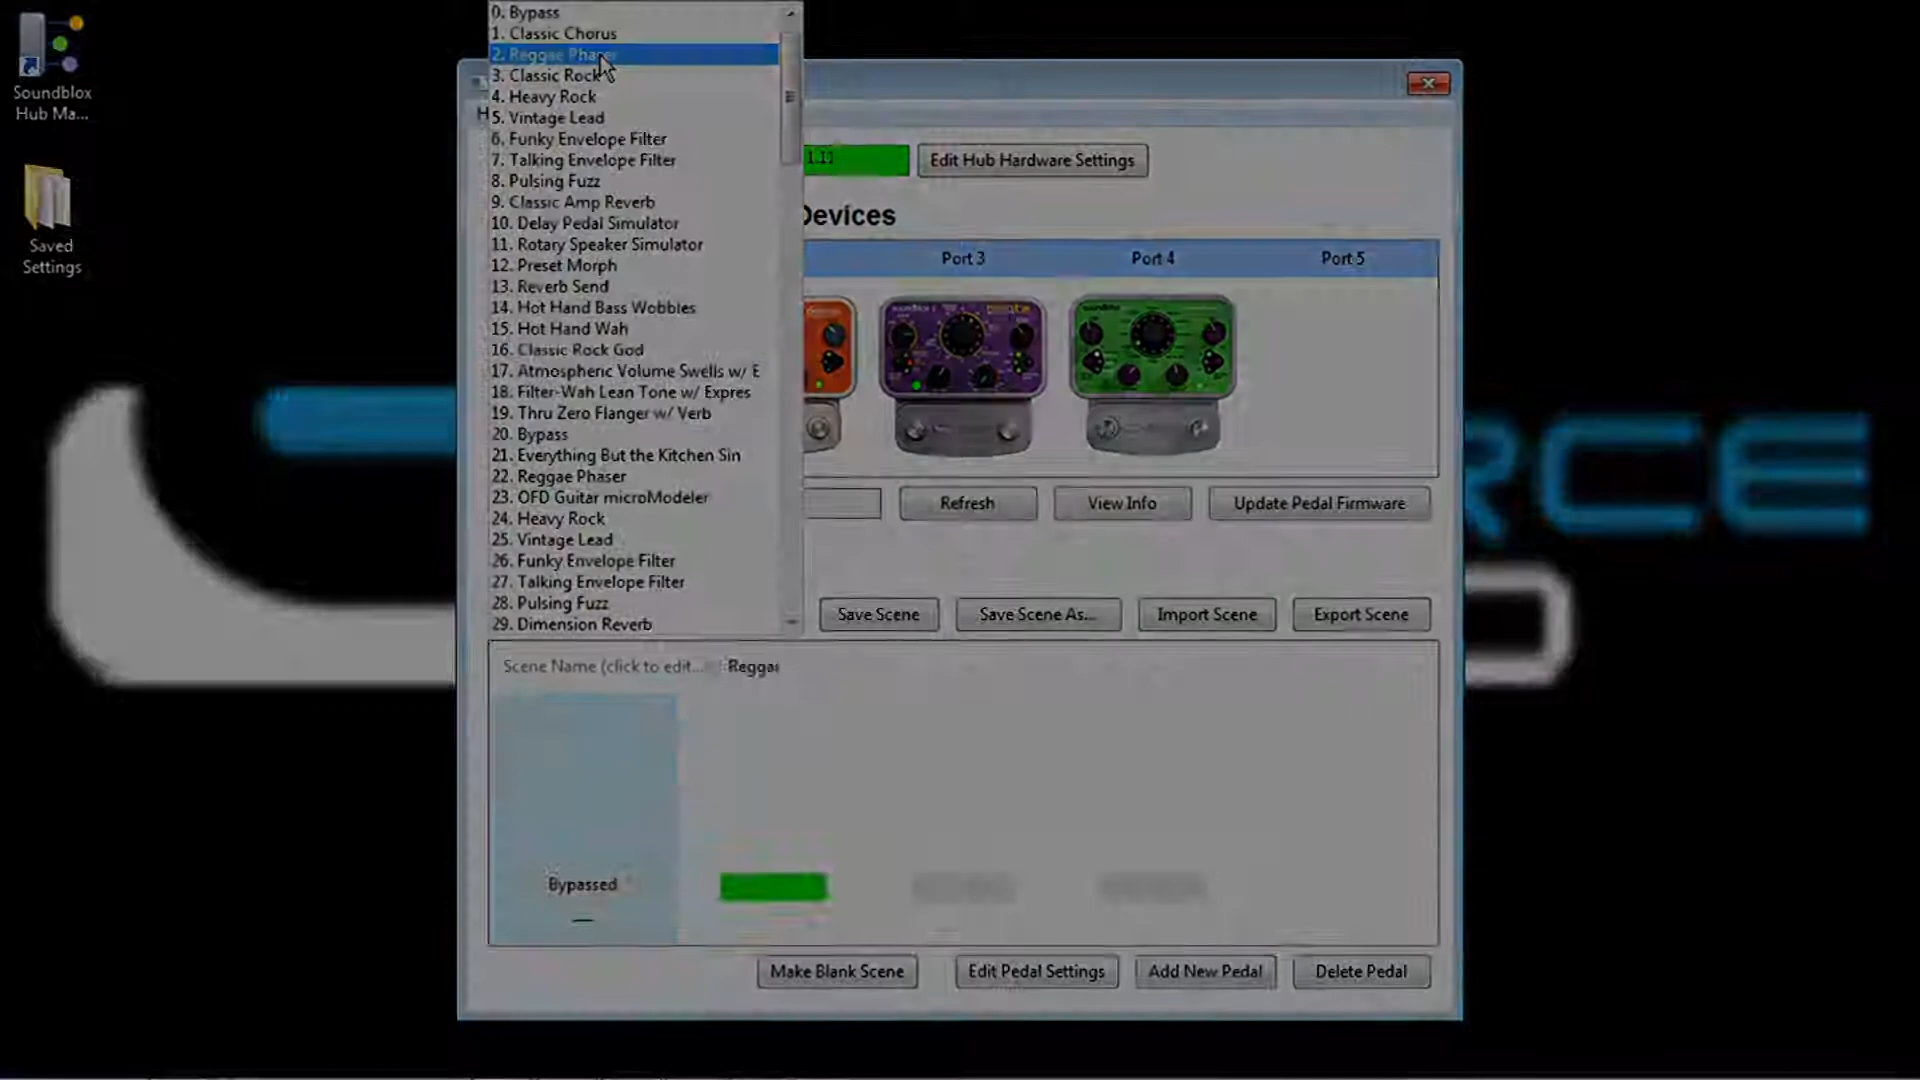 Soundblox
Hub Ma...
Saved
Settings
0. Bypass
1. Classic Chorus
2. Reggae Phaser
3. Classic Rock
4. Heavy Rock
5. Vintage Lead
6. Funky Envelope Filter
7. Talking Envelope Filter
8. Pulsing Fuzz
9. Classic Amp Reverb
10. Delay Pedal Simulator
11. Rotary Speaker Simulator
12. Preset Morph
13. Reverb Send
14. Hot Hand Bass Wobbles
15. Hot Hand Wah
16. Classic Rock God
17. Atmospheric Volume Swells w/ E
18. Filter-Wah Lean Tone w/ Expres
19. Thru Zero Flanger w/ Verb
20. Bypass
21. Everything But the Kitchen Sin
22. Reggae Phaser
23. OFD Guitar microModeler
24. Heavy Rock
25. Vintage Lead
26. Funky Envelope Filter
27. Talking Envelope Filter
28. Pulsing Fuzz
29. Dimension Reverb
H
1.11
Edit Hub Hardware Settings
Devices
Port 3 Port 4 Port 5
Refresh View Info Update Pedal Firmware
Save Scene Save Scene As... Import Scene Export Scene
Scene Name (click to edit... Reggae
Bypassed
—
Make Blank Scene Edit Pedal Settings Add New Pedal Delete Pedal
RCE